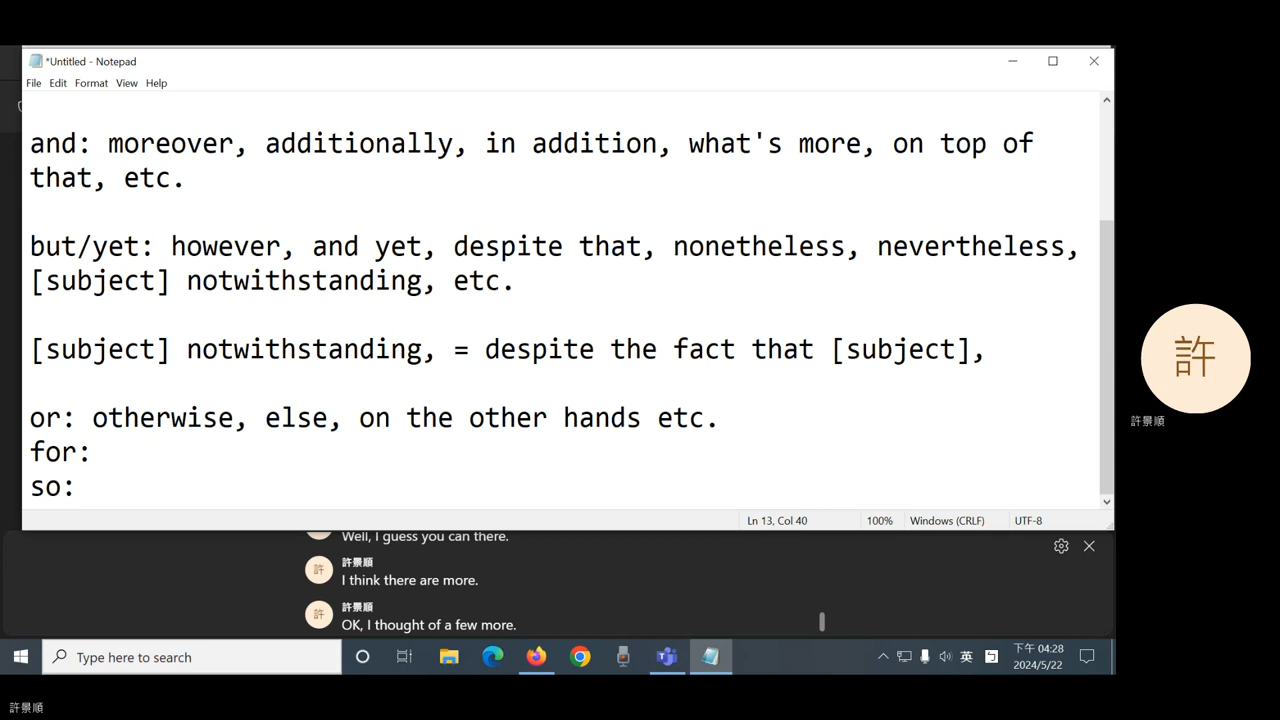 *Untitled - Notepad
File Edit Format View Help
and: moreover, additionally, in addition, what's more, on top of
that, etc.
but/yet: however, and yet, despite that, nonetheless, nevertheless,
[subject] notwithstanding, etc.
[subject] notwithstanding, = despite the fact that [subject],
or: otherwise, else, on the other hands etc.
for:
so:
Ln 13, Col 40 100% Windows (CRLF) UTF-8
許
許景順
Well, I guess you can there.
許
許景順
I think there are more.
許
許景順
OK, I thought of a few more.
Type here to search
英
下午 04:28
2024/5/22
許景順